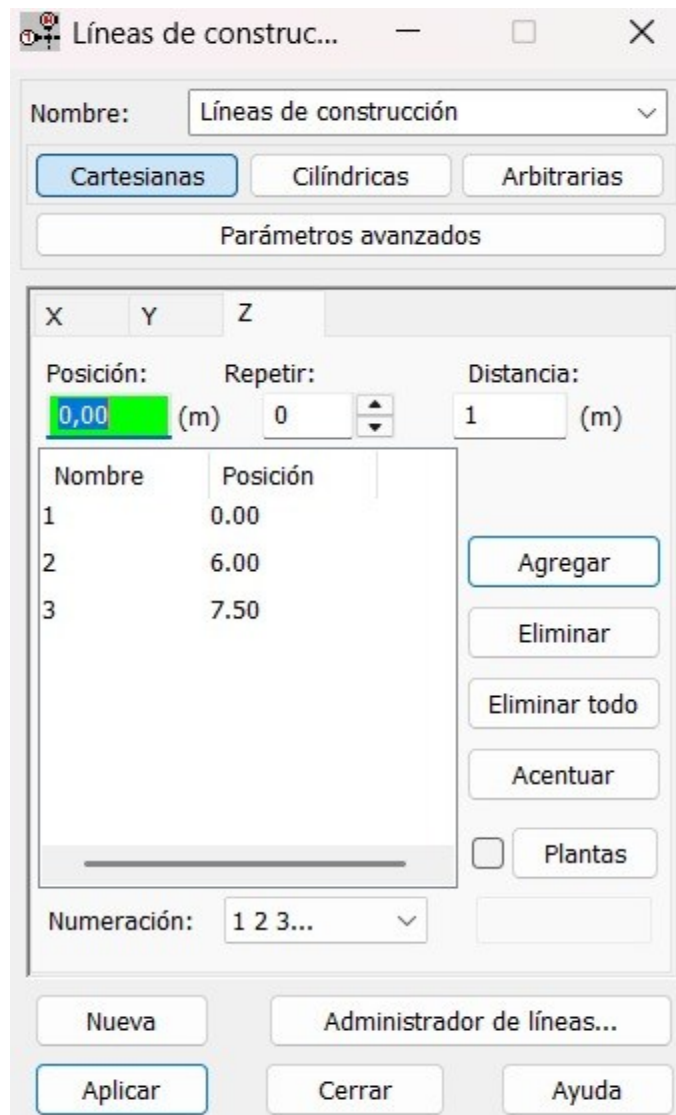 Líneas de construc...
Nombre: Líneas de construcción
Cartesianas Cilíndricas Arbitrarias
Parámetros avanzados
X Y Z
Posición: Repetir: Distancia:
0,00 (m) 0 1 (m)
Nombre Posición
1 0.00
2 6.00
3 7.50
Agregar
Eliminar
Eliminar todo
Acentuar
Plantas
Numeración: 1 2 3...
Nueva Administrador de líneas...
Aplicar Cerrar Ayuda